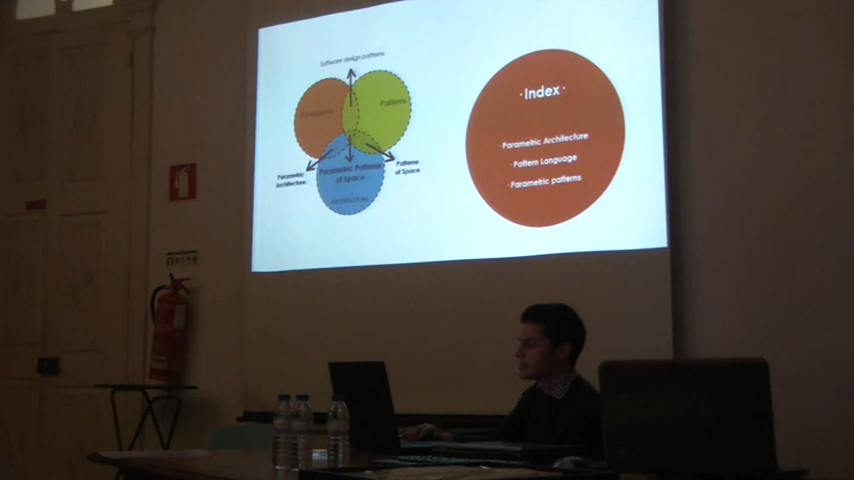 Software design patterns
Patterns
Parametric
Architecture
Patterns
of Space
Parametric Patterns
of Space
Architecture
· Index ·
· Parametric Architecture
· Pattern Language
· Parametric patterns